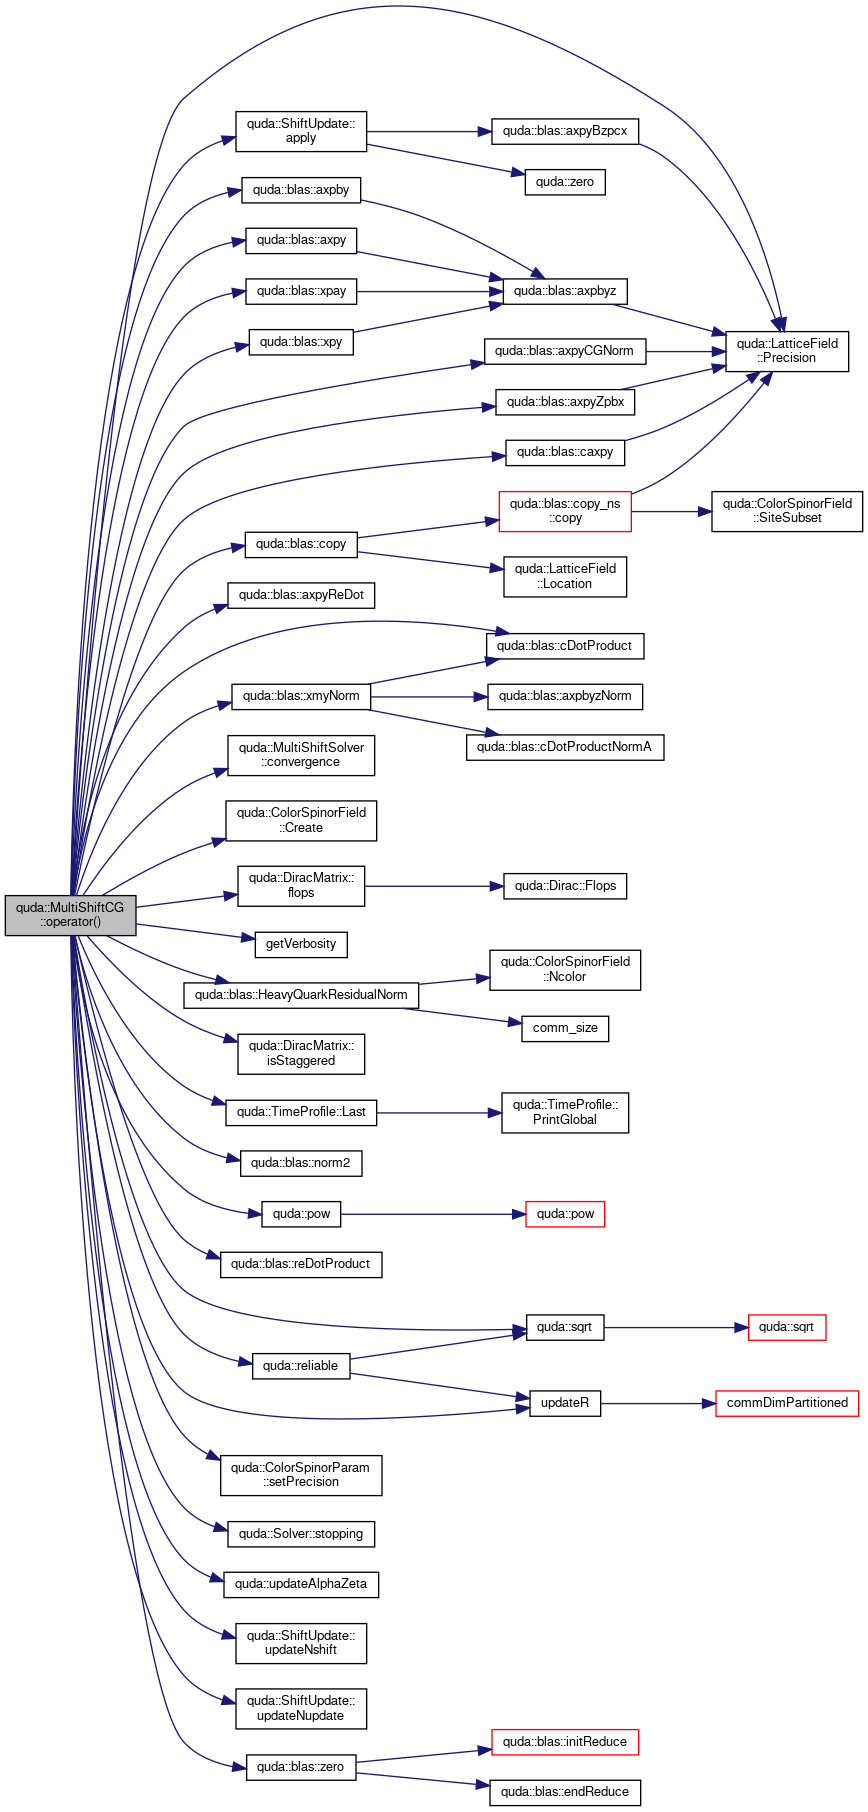 quda::MultiShiftCG
::operator()
quda::ShiftUpdate::
apply
quda::blas::axpyBzpcx
quda::zero
quda::blas::axpby
quda::blas::axpy
quda::blas::xpay
quda::blas::xpy
quda::blas::axpbyz
quda::LatticeField
::Precision
quda::blas::axpyCGNorm
quda::blas::axpyZpbx
quda::blas::caxpy
quda::blas::copy
quda::blas::copy_ns
::copy
quda::ColorSpinorField
::SiteSubset
quda::LatticeField
::Location
quda::blas::axpyReDot
quda::blas::cDotProduct
quda::blas::xmyNorm
quda::blas::axpbyzNorm
quda::blas::cDotProductNormA
quda::MultiShiftSolver
::convergence
quda::ColorSpinorField
::Create
quda::DiracMatrix::
flops
quda::Dirac::Flops
getVerbosity
quda::blas::HeavyQuarkResidualNorm
quda::ColorSpinorField
::Ncolor
comm_size
quda::DiracMatrix::
isStaggered
quda::TimeProfile::Last
quda::TimeProfile::
PrintGlobal
quda::blas::norm2
quda::pow
quda::pow
quda::blas::reDotProduct
quda::sqrt
quda::sqrt
quda::reliable
updateR
commDimPartitioned
quda::ColorSpinorParam
::setPrecision
quda::Solver::stopping
quda::updateAlphaZeta
quda::ShiftUpdate::
updateNshift
quda::ShiftUpdate::
updateNupdate
quda::blas::zero
quda::blas::initReduce
quda::blas::endReduce